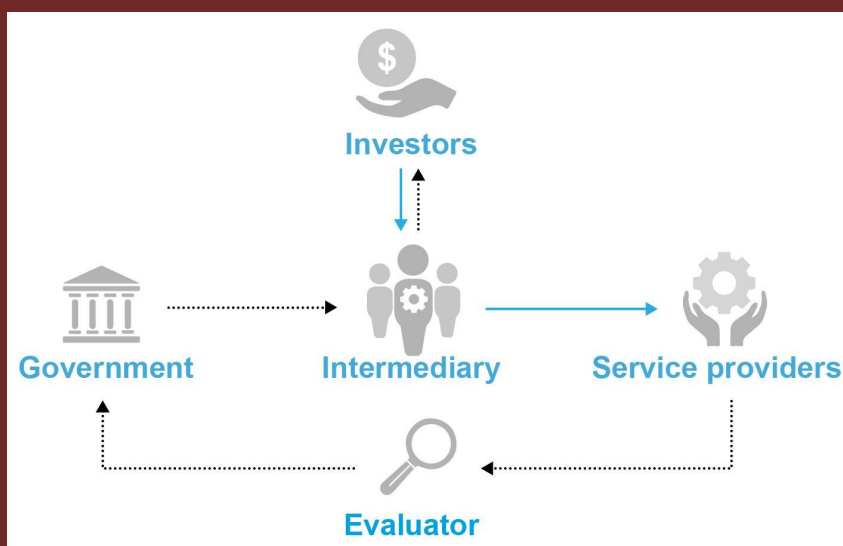 $
Investors
Government
Intermediary
Service providers
Evaluator